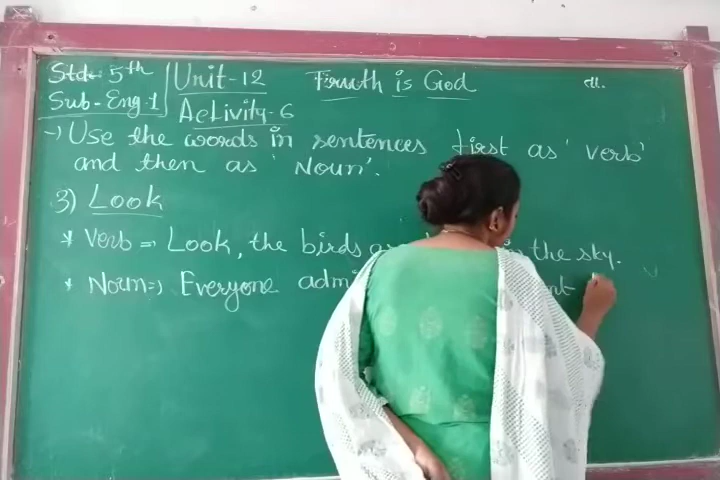 Std- 5th Unit-12 Truth is God dt.
Sub-Eng-1 Activity-6
→ Use the words in sentences first as 'verb'
and then as 'Noun'.
3) Look
* Verb ⇒ Look, the birds in the sky.
* Noun ⇒ Everyone